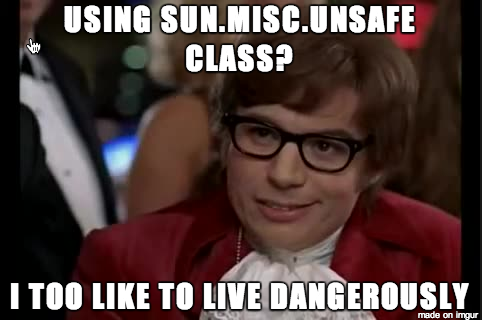 USING SUN.MISC.UNSAFE
CLASS?
I TOO LIKE TO LIVE DANGEROUSLY
made on imgur